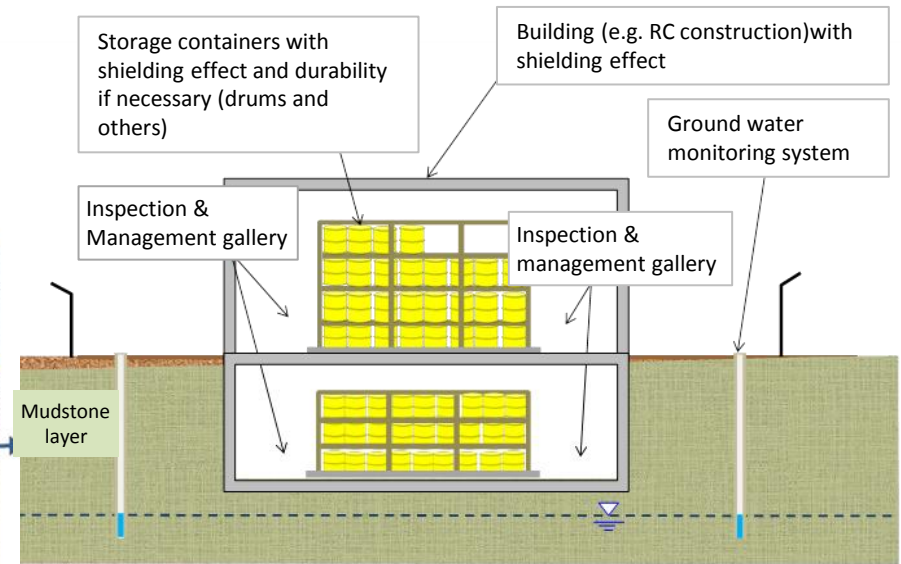 Storage containers with
shielding effect and durability
if necessary (drums and
others)
Building (e.g. RC construction)with
shielding effect
Ground water
monitoring system
Inspection &
Management gallery
Inspection &
management gallery
Mudstone
layer